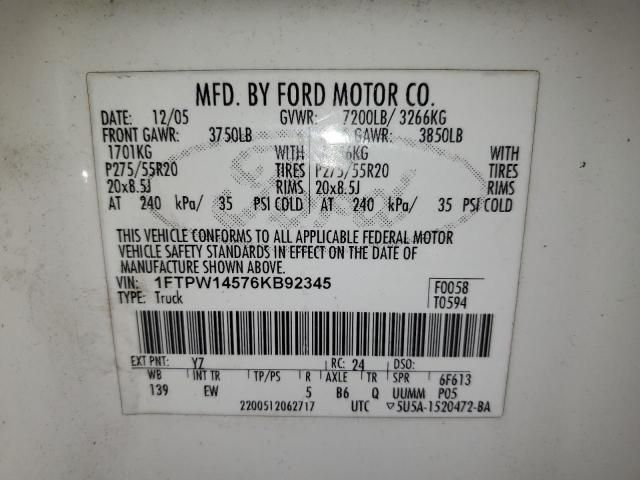 MFD. BY FORD MOTOR CO.
DATE: 12/05 GVWR: 7200LB/ 3266KG
FRONT GAWR: 3750LB GAWR: 3850LB
1701KG WITH 6KG WITH
P275/55R20 TIRES P275/55R20 TIRES
20x8.5J RIMS 20x8.5J RIMS
AT 240 kPa/ 35 PSI COLD AT 240 kPa/ 35 PSI COLD
THIS VEHICLE CONFORMS TO ALL APPLICABLE FEDERAL MOTOR
VEHICLE SAFETY STANDARDS IN EFFECT ON THE DATE OF
MANUFACTURE SHOWN ABOVE.
VIN: 1FTPW14576KB92345 F0058
TYPE: Truck T0594
EXT PNT: YZ RC: 24 DSO:
WB INT TR TP/PS R AXLE TR SPR 6F613
139 EW 5 B6 Q UUMM P05
2200512062717 UTC ▽5U5A-1520472-BA